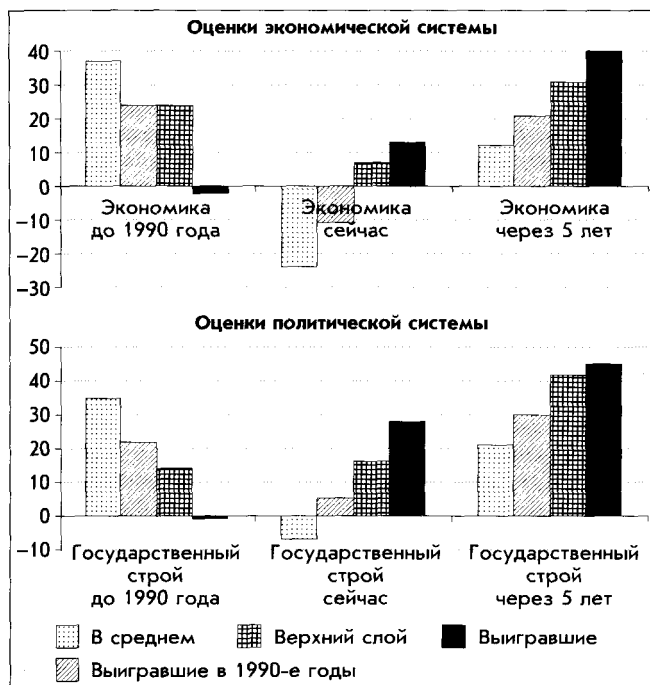 Оценки экономической системы
40
30
20
10
0
−10
−20
−30
Экономика
до 1990 года
Экономика
сейчас
Экономика
через 5 лет
Оценки политической системы
50
40
30
20
10
0
−10
Государственный
строй
до 1990 года
Государственный
строй
сейчас
Государственный
строй
через 5 лет
В среднем
Верхний слой
Выигравшие
Выигравшие в 1990-е годы